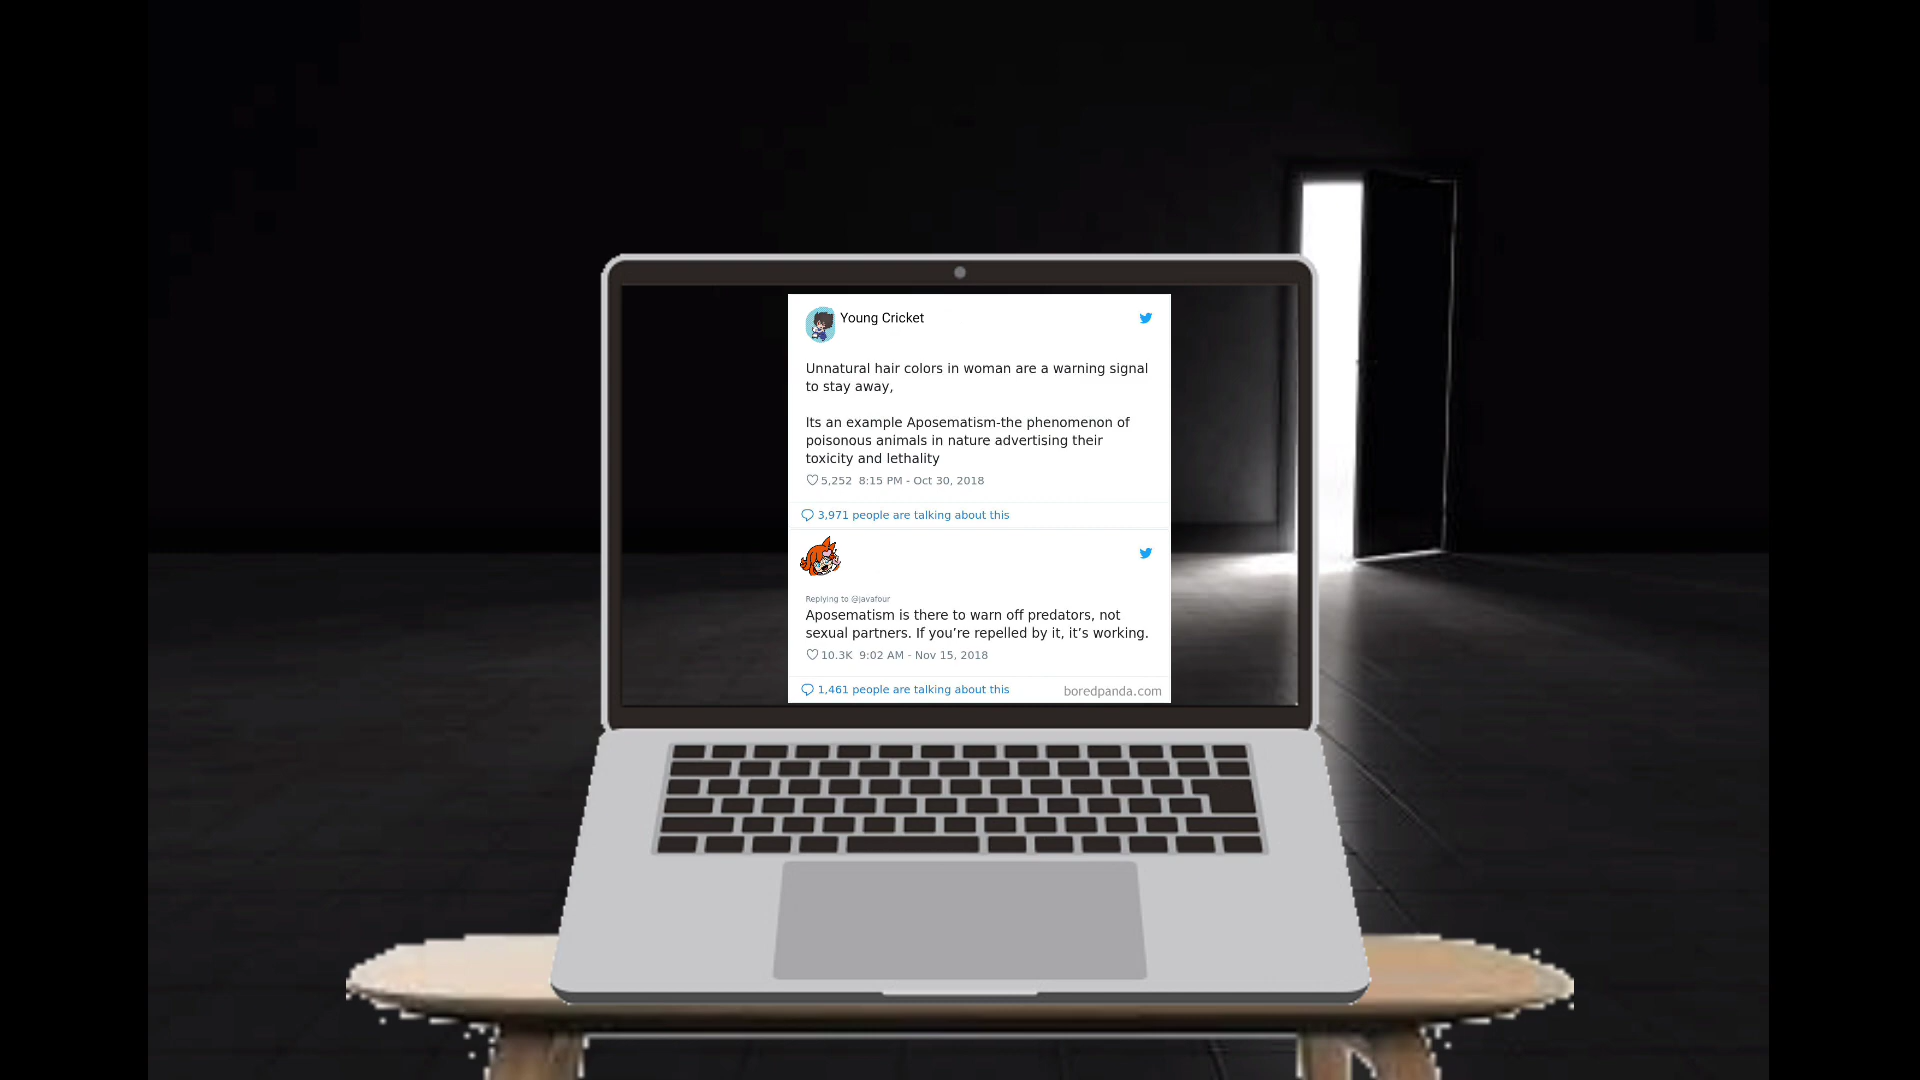 Young Cricket
Unnatural hair colors in woman are a warning signal
to stay away,
Its an example Aposematism-the phenomenon of
poisonous animals in nature advertising their
toxicity and lethality
5,252 8:15 PM - Oct 30, 2018
3,971 people are talking about this
Replying to @javafour
Aposematism is there to warn off predators, not
sexual partners. If you’re repelled by it, it’s working.
10.3K 9:02 AM - Nov 15, 2018
1,461 people are talking about this
boredpanda.com